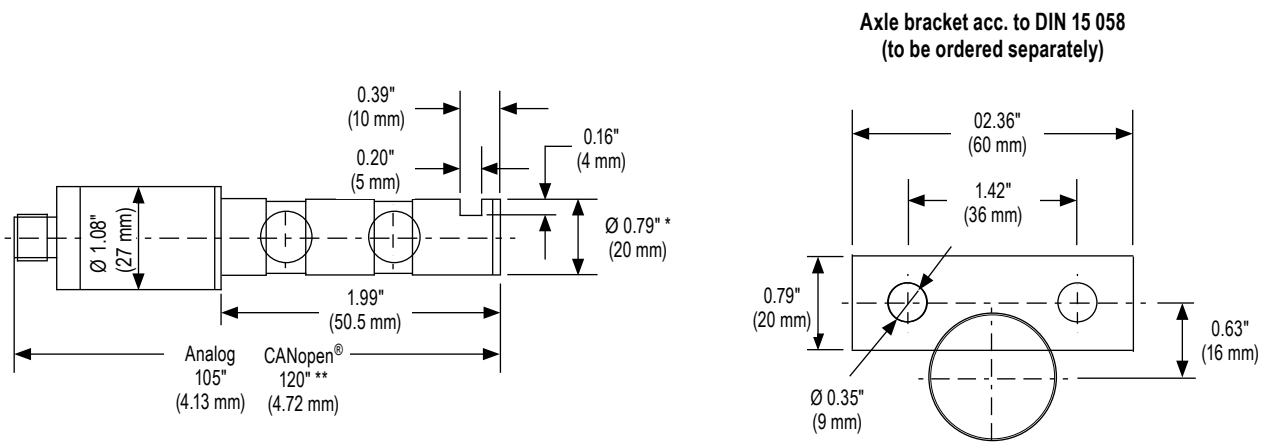 Axle bracket acc. to DIN 15 058
(to be ordered separately)
0.39"
(10 mm)
0.20"
(5 mm)
0.16"
(4 mm)
Ø 0.79" *
(20 mm)
Ø 1.08"
(27 mm)
1.99"
(50.5 mm)
Analog
105"
(4.13 mm)
CANopen®
120" **
(4.72 mm)
02.36"
(60 mm)
1.42"
(36 mm)
0.79"
(20 mm)
0.63"
(16 mm)
Ø 0.35"
(9 mm)